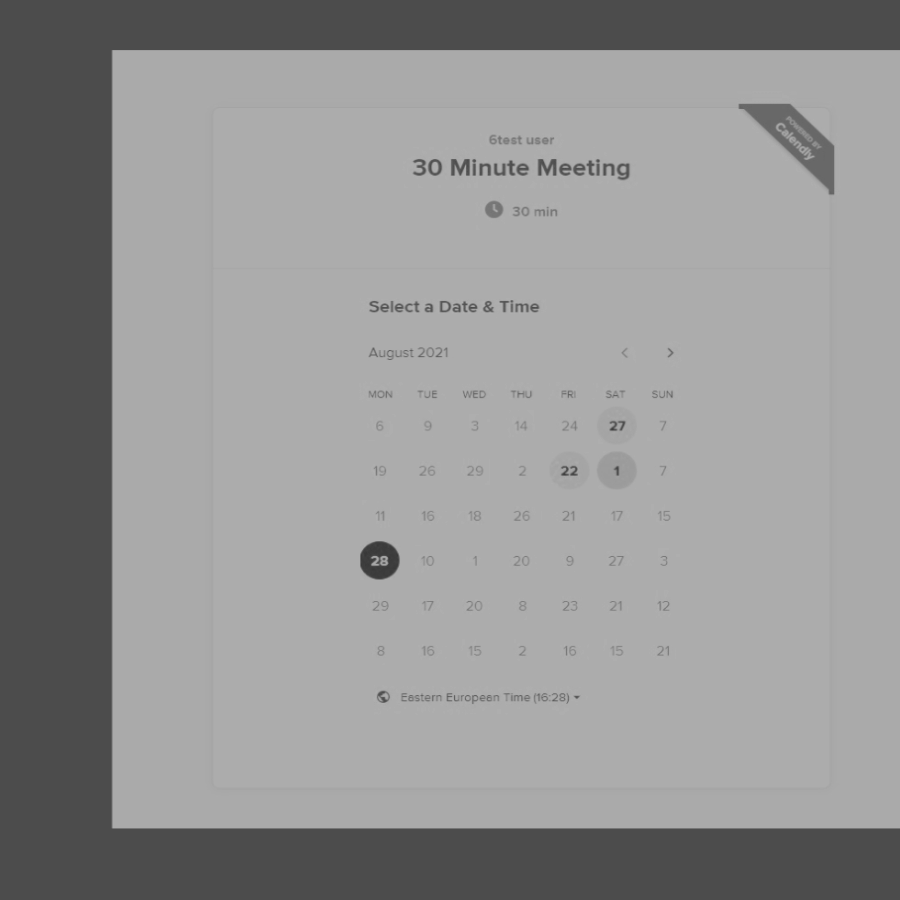 POWERED BY
Calendly
6test user
30 Minute Meeting
30 min
Select a Date & Time
August 2021
MON TUE WED THU FRI SAT SUN
6 9 3 14 24 27 7
19 26 29 2 22 1 7
11 16 18 26 21 17 15
28 10 1 20 9 27 3
29 17 20 8 23 21 12
8 16 15 2 16 15 21
Eastern European Time (16:28)